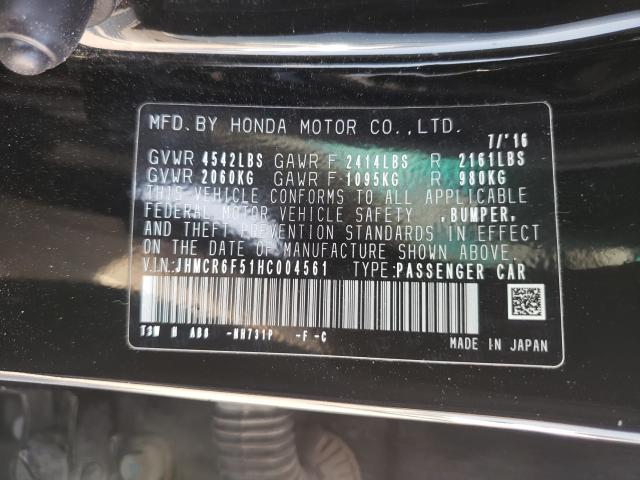 MFD. BY HONDA MOTOR CO., LTD.
7/'16
GVWR 4542LBS GAWR F 2414LBS R 2161LBS
GVWR 2060KG GAWR F 1095KG R 980KG
THIS VEHICLE CONFORMS TO ALL APPLICABLE
FEDERAL MOTOR VEHICLE SAFETY , BUMPER,
AND THEFT PREVENTION STANDARDS IN EFFECT
ON THE DATE OF MANUFACTURE SHOWN ABOVE.
V.I.N:JHMCR6F51HC004561 TYPE:PASSENGER CAR
-NH731P -F -C
MADE IN JAPAN